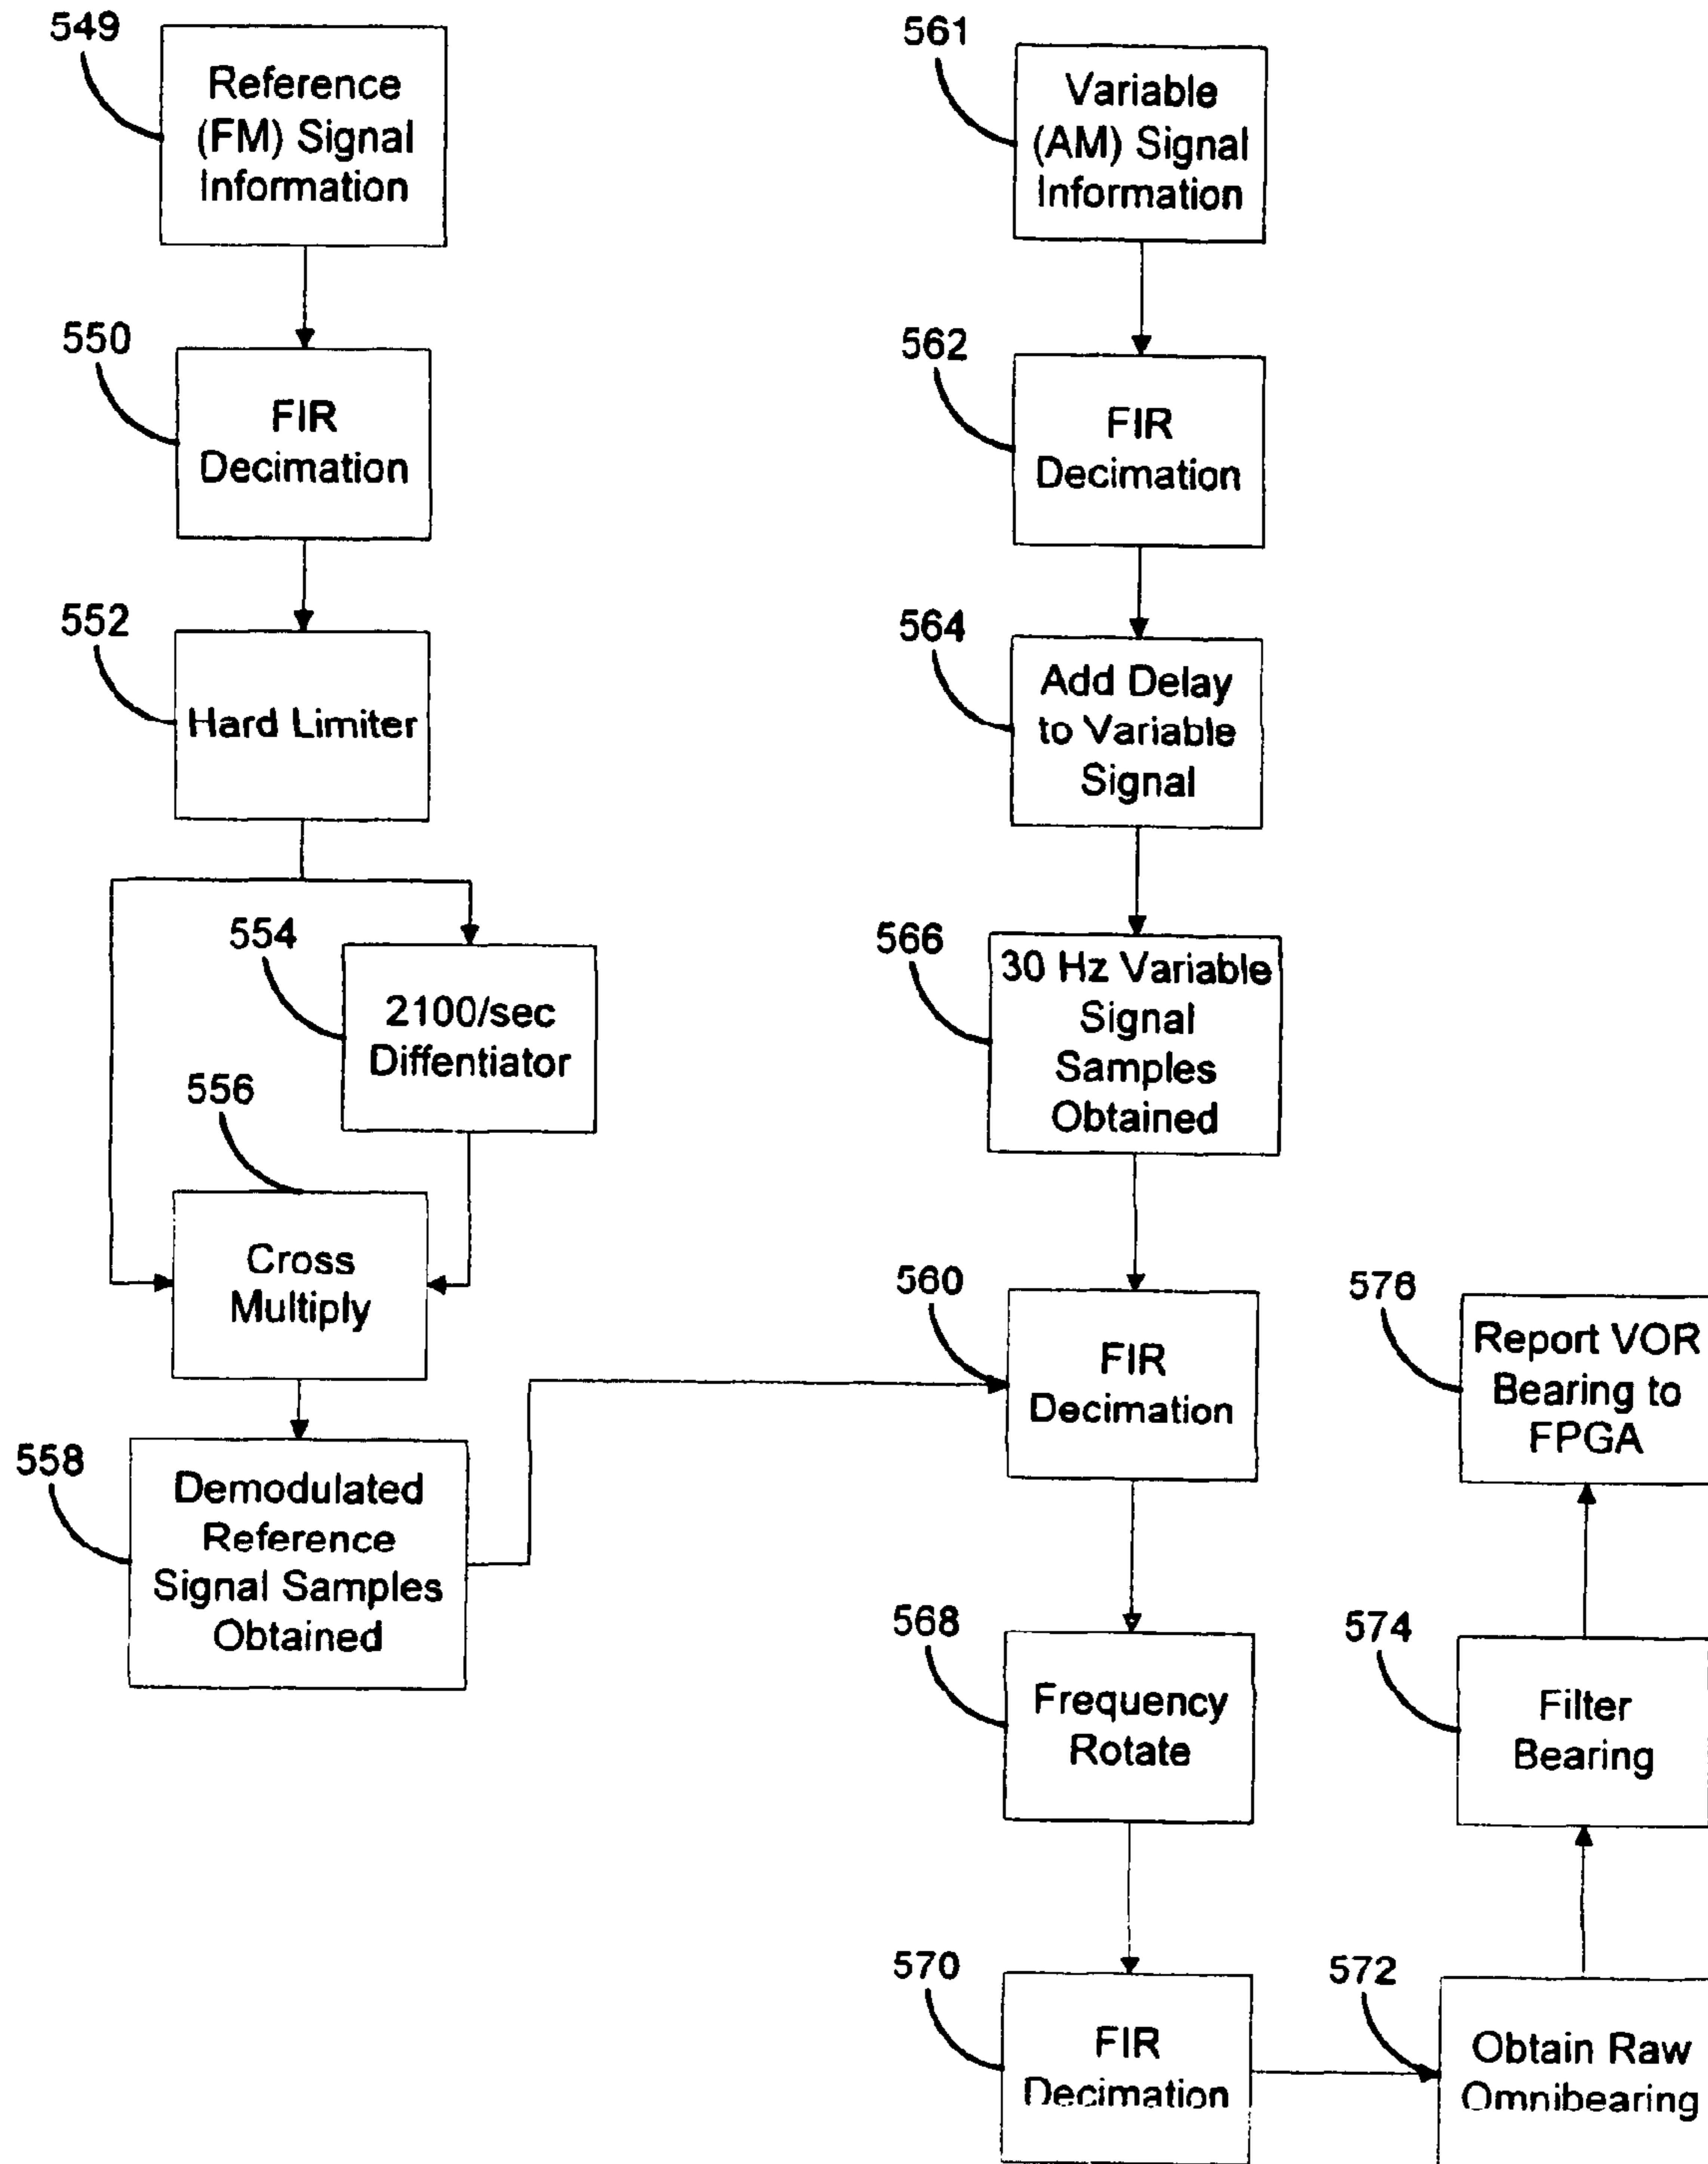 549
Reference
(FM) Signal
Information
550
FIR
Decimation
552
Hard Limiter
554
2100/sec
Diffentiator
556
Cross
Multiply
558
Demodulated
Reference
Signal Samples
Obtained
561
Variable
(AM) Signal
Information
562
FIR
Decimation
564
Add Delay
to Variable
Signal
566
30 Hz Variable
Signal
Samples
Obtained
560
FIR
Decimation
568
Frequency
Rotate
570
FIR
Decimation
572
Obtain Raw
Omnibearing
574
Filter
Bearing
576
Report VOR
Bearing to
FPGA